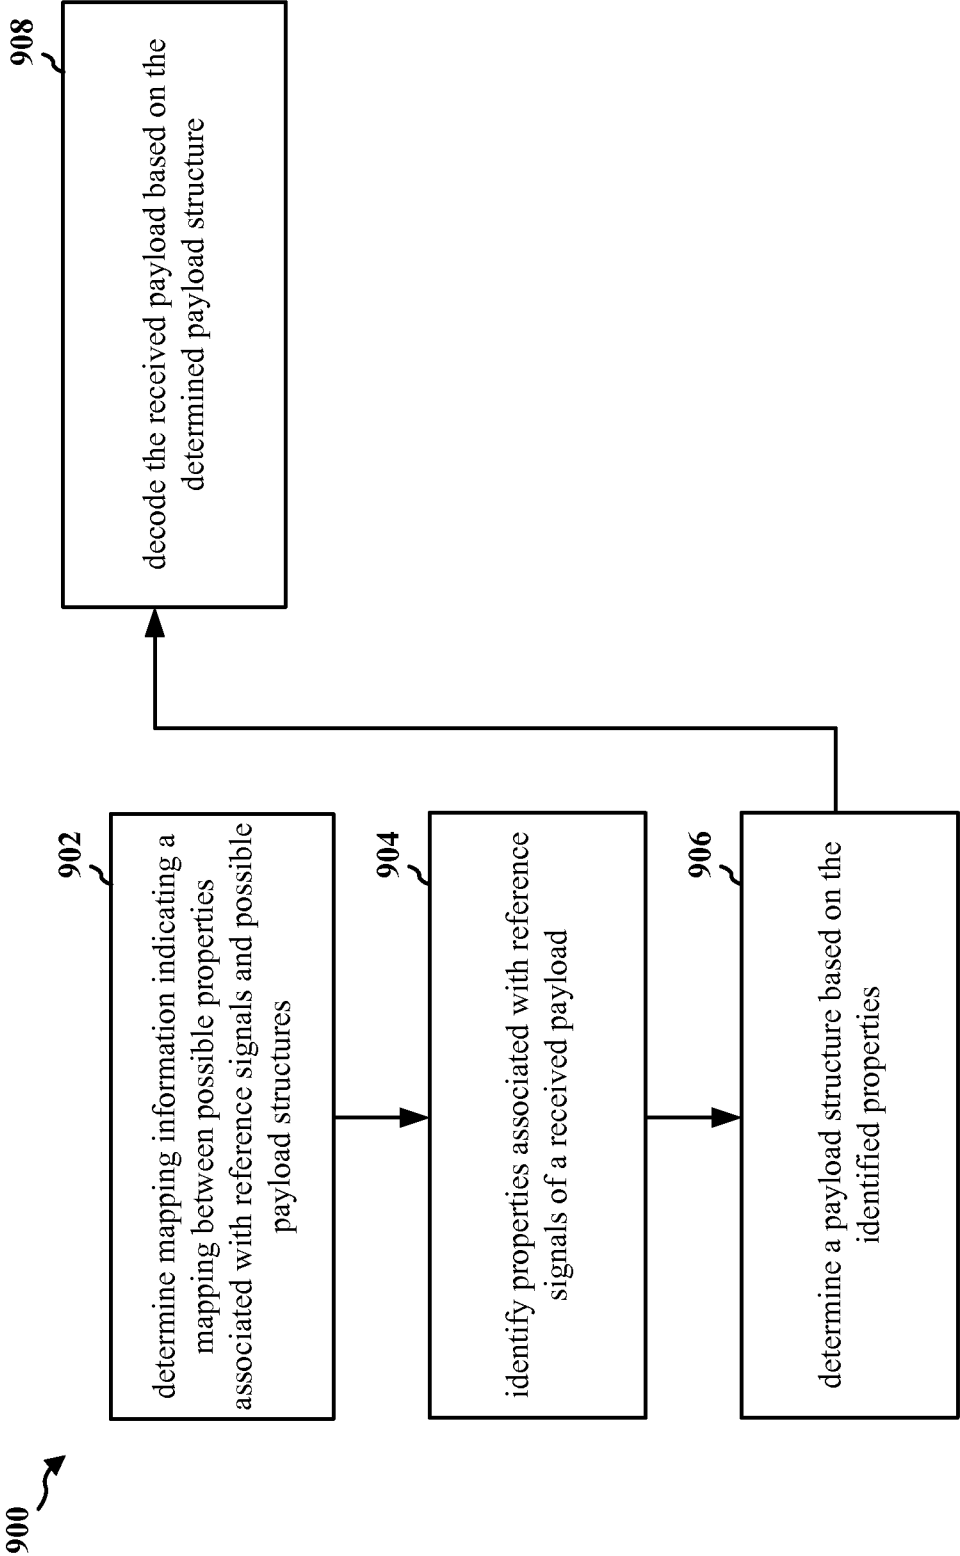 900
902
determine mapping information indicating a
mapping between possible properties
associated with reference signals and possible
payload structures
904
identify properties associated with reference
signals of a received payload
906
determine a payload structure based on the
identified properties
908
decode the received payload based on the
determined payload structure